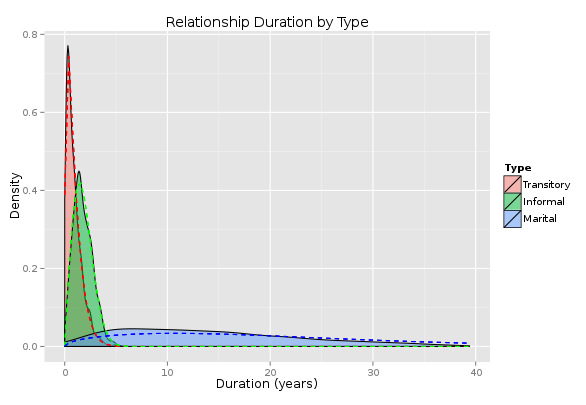 Relationship Duration by Type
0.8
0.6
0.4
0.2
0.0
Density
0
10
20
30
40
Duration (years)
Type
Transitory
Informal
Marital